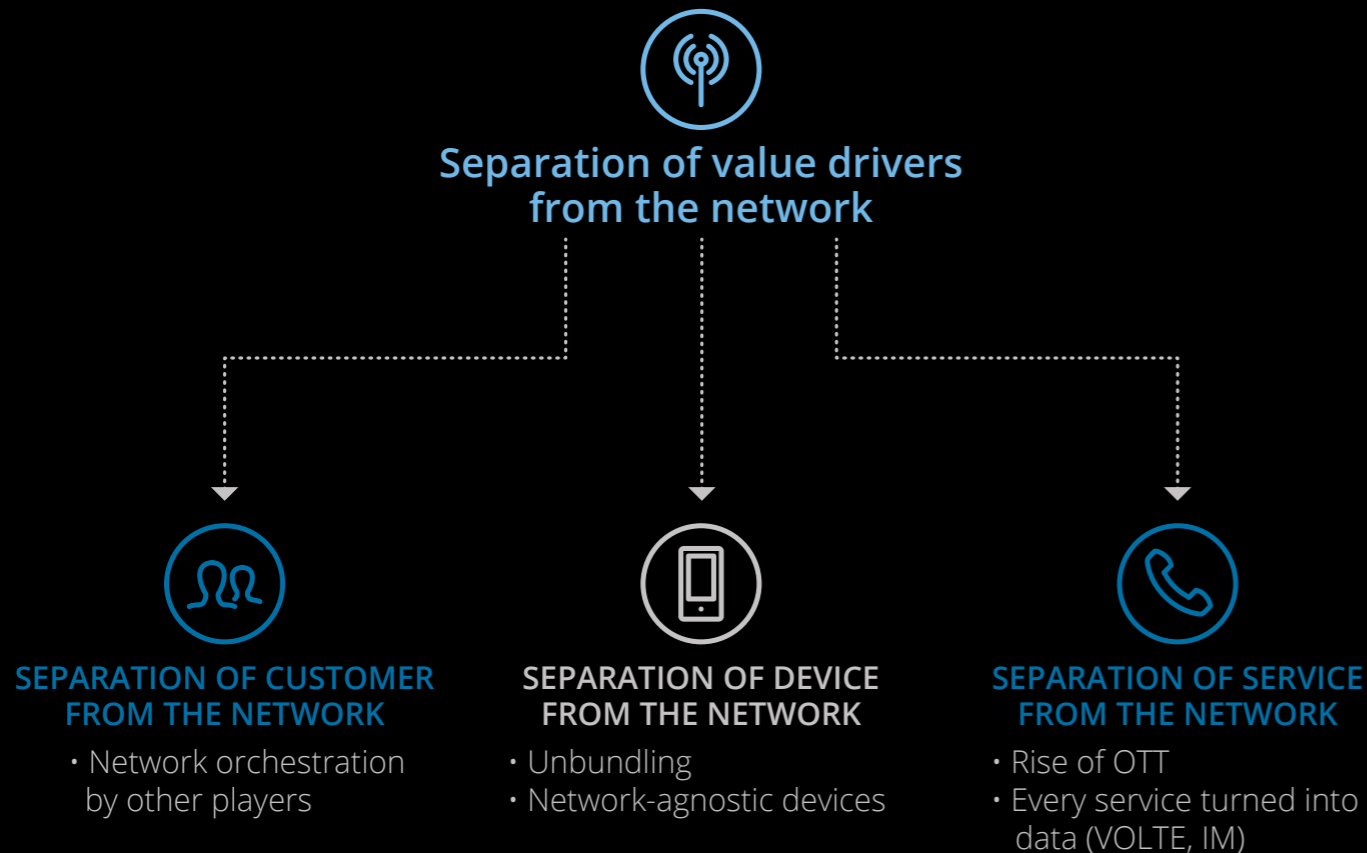 Separation of value drivers
from the network
SEPARATION OF CUSTOMER
FROM THE NETWORK
• Network orchestration
by other players
SEPARATION OF DEVICE
FROM THE NETWORK
• Unbundling
• Network-agnostic devices
SEPARATION OF SERVICE
FROM THE NETWORK
• Rise of OTT
• Every service turned into
data (VOLTE, IM)